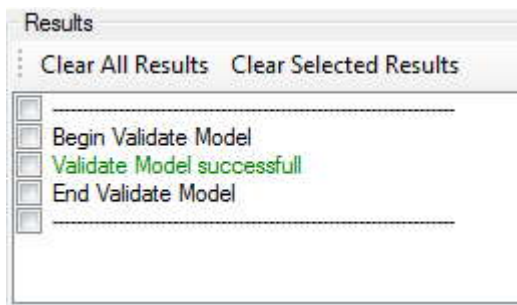 Results
Clear All Results Clear Selected Results
--------------------------------------------------------------------------------
Begin Validate Model
Validate Model successfull
End Validate Model
--------------------------------------------------------------------------------